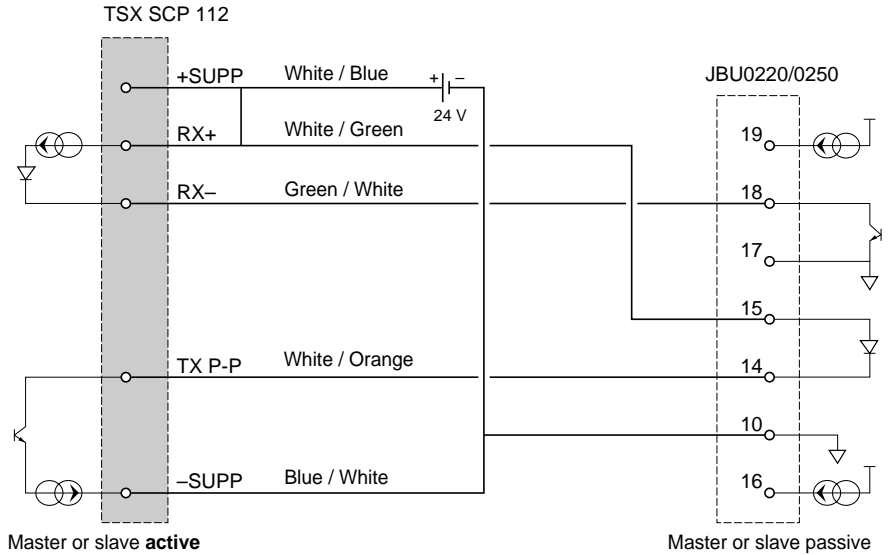 TSX SCP 112
JBU0220/0250
+SUPP White / Blue + –
24 V
RX+ White / Green 19
RX– Green / White 18
17
15
TX P-P White / Orange 14
10
–SUPP Blue / White 16
Master or slave active Master or slave passive